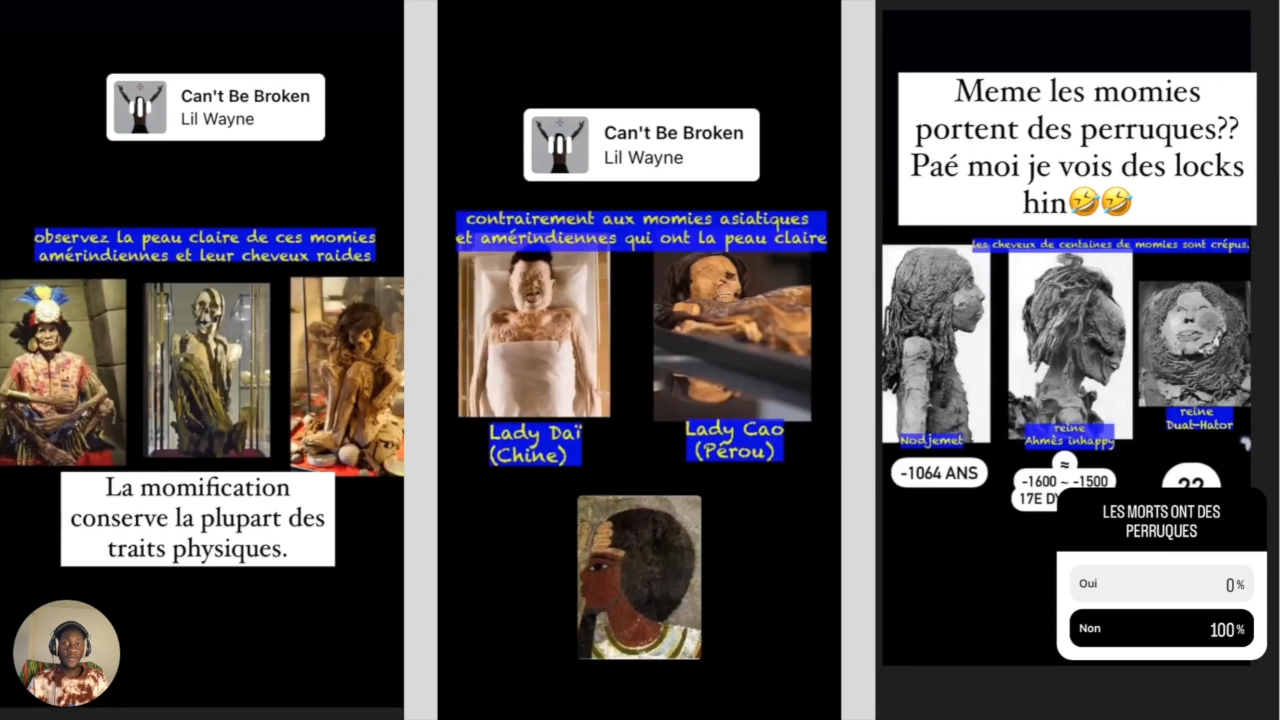 Can't Be Broken
Lil Wayne
observez la peau claire de ces momies
amérindiennes et leur cheveux raides
La momification
conserve la plupart des
traits physiques.
Can't Be Broken
Lil Wayne
contrairement aux momies asiatiques
et amérindiennes qui ont la peau claire
Lady Daï
(Chine)
Lady Cao
(Pérou)
Meme les momies
portent des perruques??
Paé moi je vois des locks
hin🤣🤣
les cheveux de centaines de momies sont crépus.
Nodjemet
-1064 ANS
reine
Ahmès inhappy
≈
-1600 ~ -1500
17E DY
reine
Duat-Hator
??
LES MORTS ONT DES
PERRUQUES
Oui 0%
Non 100%